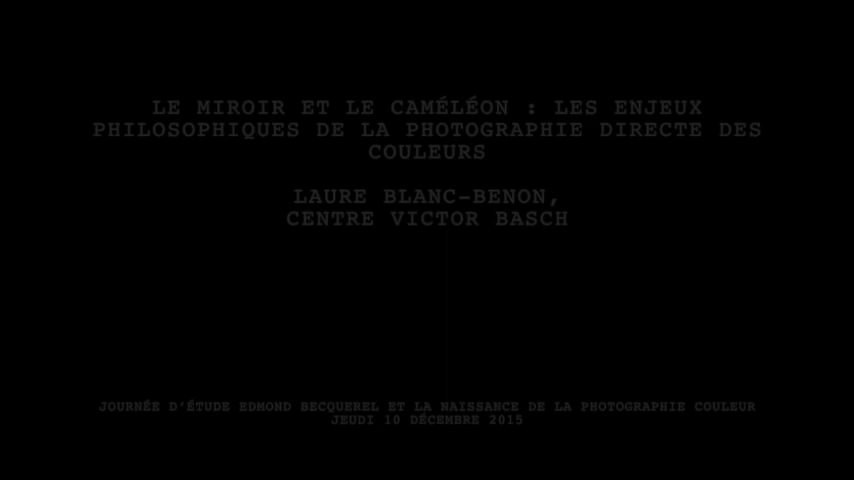 LE MIROIR ET LE CAMÉLÉON : LES ENJEUX
PHILOSOPHIQUES DE LA PHOTOGRAPHIE DIRECTE DES
COULEURS
LAURE BLANC-BENON,
CENTRE VICTOR BASCH
JOURNÉE D'ÉTUDE EDMOND BECQUEREL ET LA NAISSANCE DE LA PHOTOGRAPHIE COULEUR
JEUDI 10 DÉCEMBRE 2015